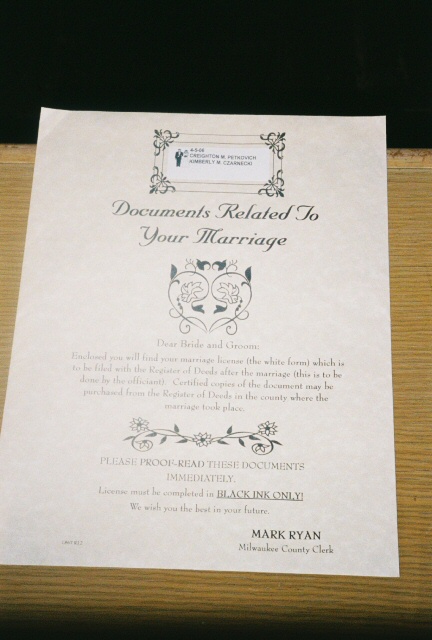 4-5-06
CREIGHTON M. PETKOVICH
KIMBERLY M. CZARNECKI
Documents Related To
Your Marriage
Dear Bride and Groom:
Enclosed you will find your marriage license (the white form) which is
to be filed with the Register of Deeds after the marriage (this is to be
done by the officiant). Certified copies of the document may be
purchased from the Register of Deeds in the county where the
marriage took place.
PLEASE PROOF-READ THESE DOCUMENTS
IMMEDIATELY.
License must be completed in BLACK INK ONLY!
We wish you the best in your future.
MARK RYAN
Milwaukee County Clerk